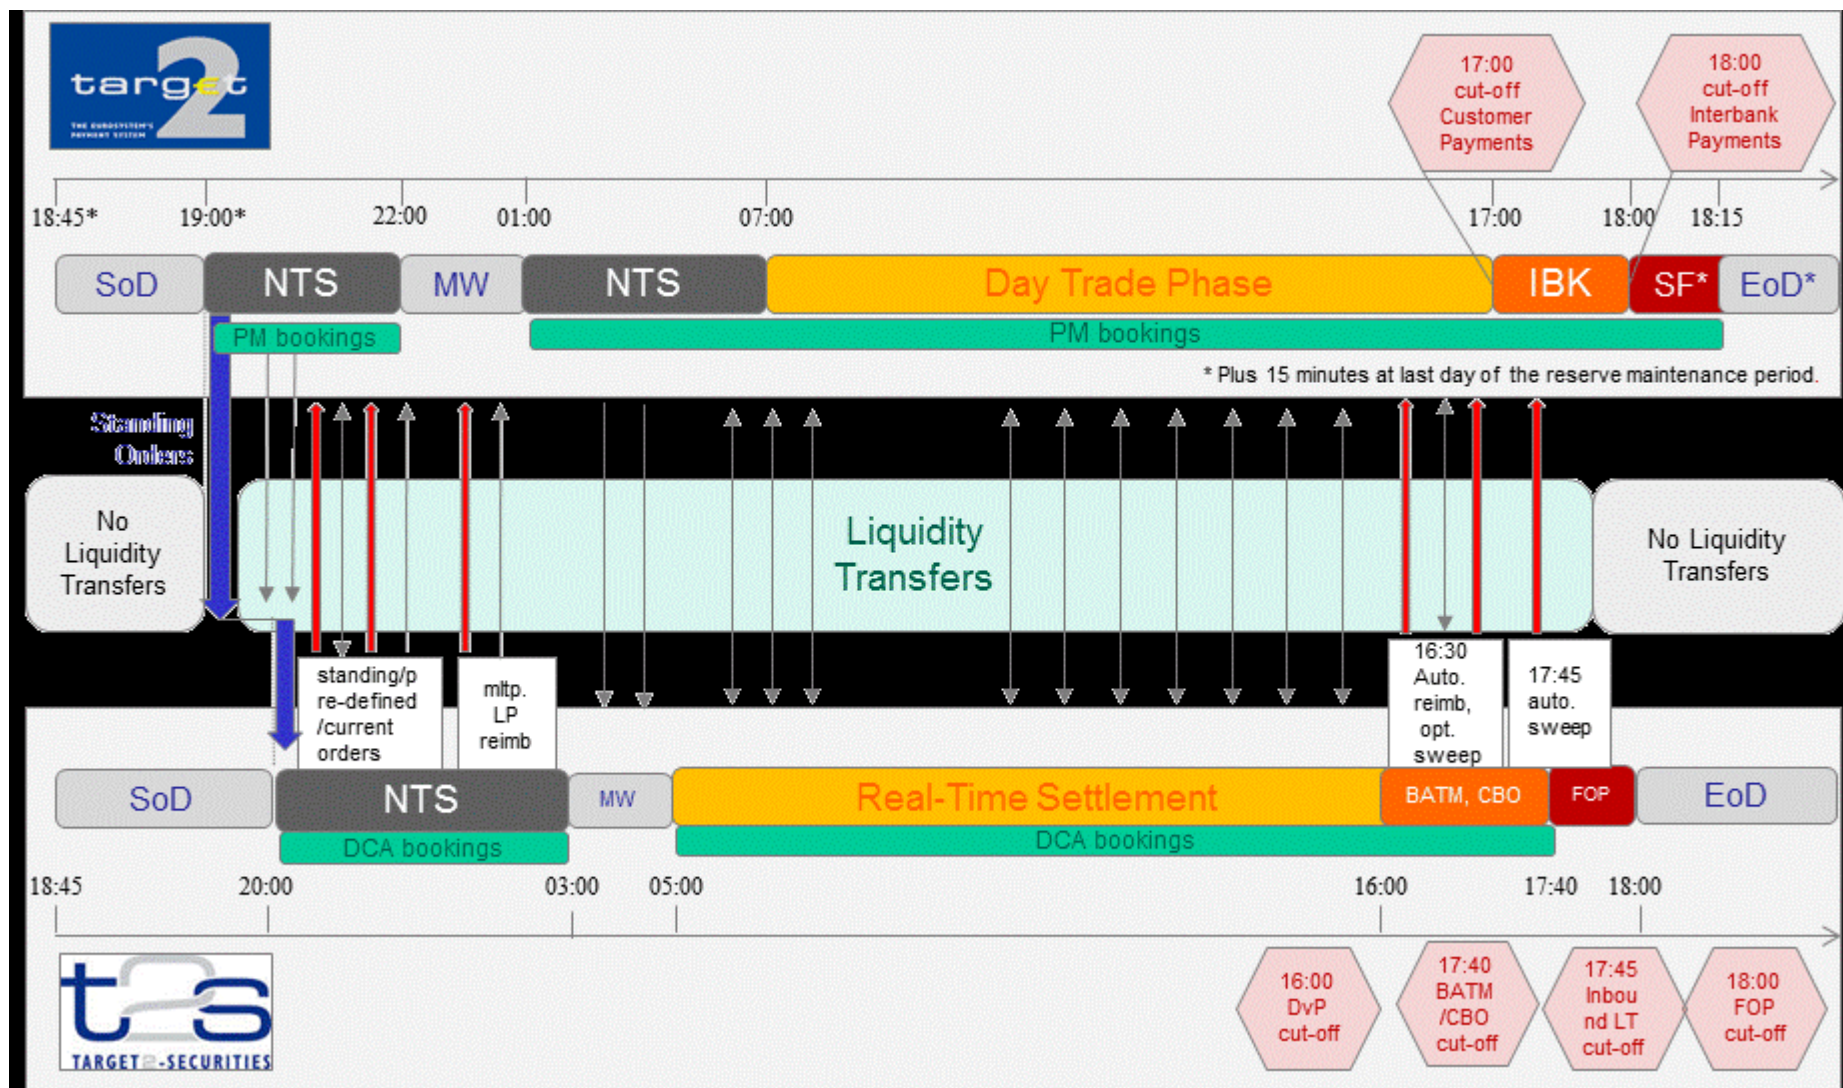 target
2
THE EUROSYSTEM'S
PAYMENT SYSTEM
17:00
cut-off
Customer
Payments
18:00
cut-off
Interbank
Payments
18:45*
19:00*
22:00
01:00
07:00
17:00
18:00
18:15
SoD
NTS
MW
NTS
Day Trade Phase
IBK
SF*
EoD*
PM bookings
PM bookings
* Plus 15 minutes at last day of the reserve maintenance period.
Standing
Orders
No
Liquidity
Transfers
Liquidity
Transfers
No Liquidity
Transfers
standing/p
re-defined
/current
orders
mltp.
LP
reimb
16:30
Auto.
reimb,
opt.
sweep
17:45
auto.
sweep
SoD
NTS
MW
Real-Time Settlement
BATM, CBO
FOP
EoD
DCA bookings
DCA bookings
18:45
20:00
03:00
05:00
16:00
17:40
18:00
t2s
TARGET2-SECURITIES
16:00
DvP
cut-off
17:40
BATM
/CBO
cut-off
17:45
Inbou
nd LT
cut-off
18:00
FOP
cut-off